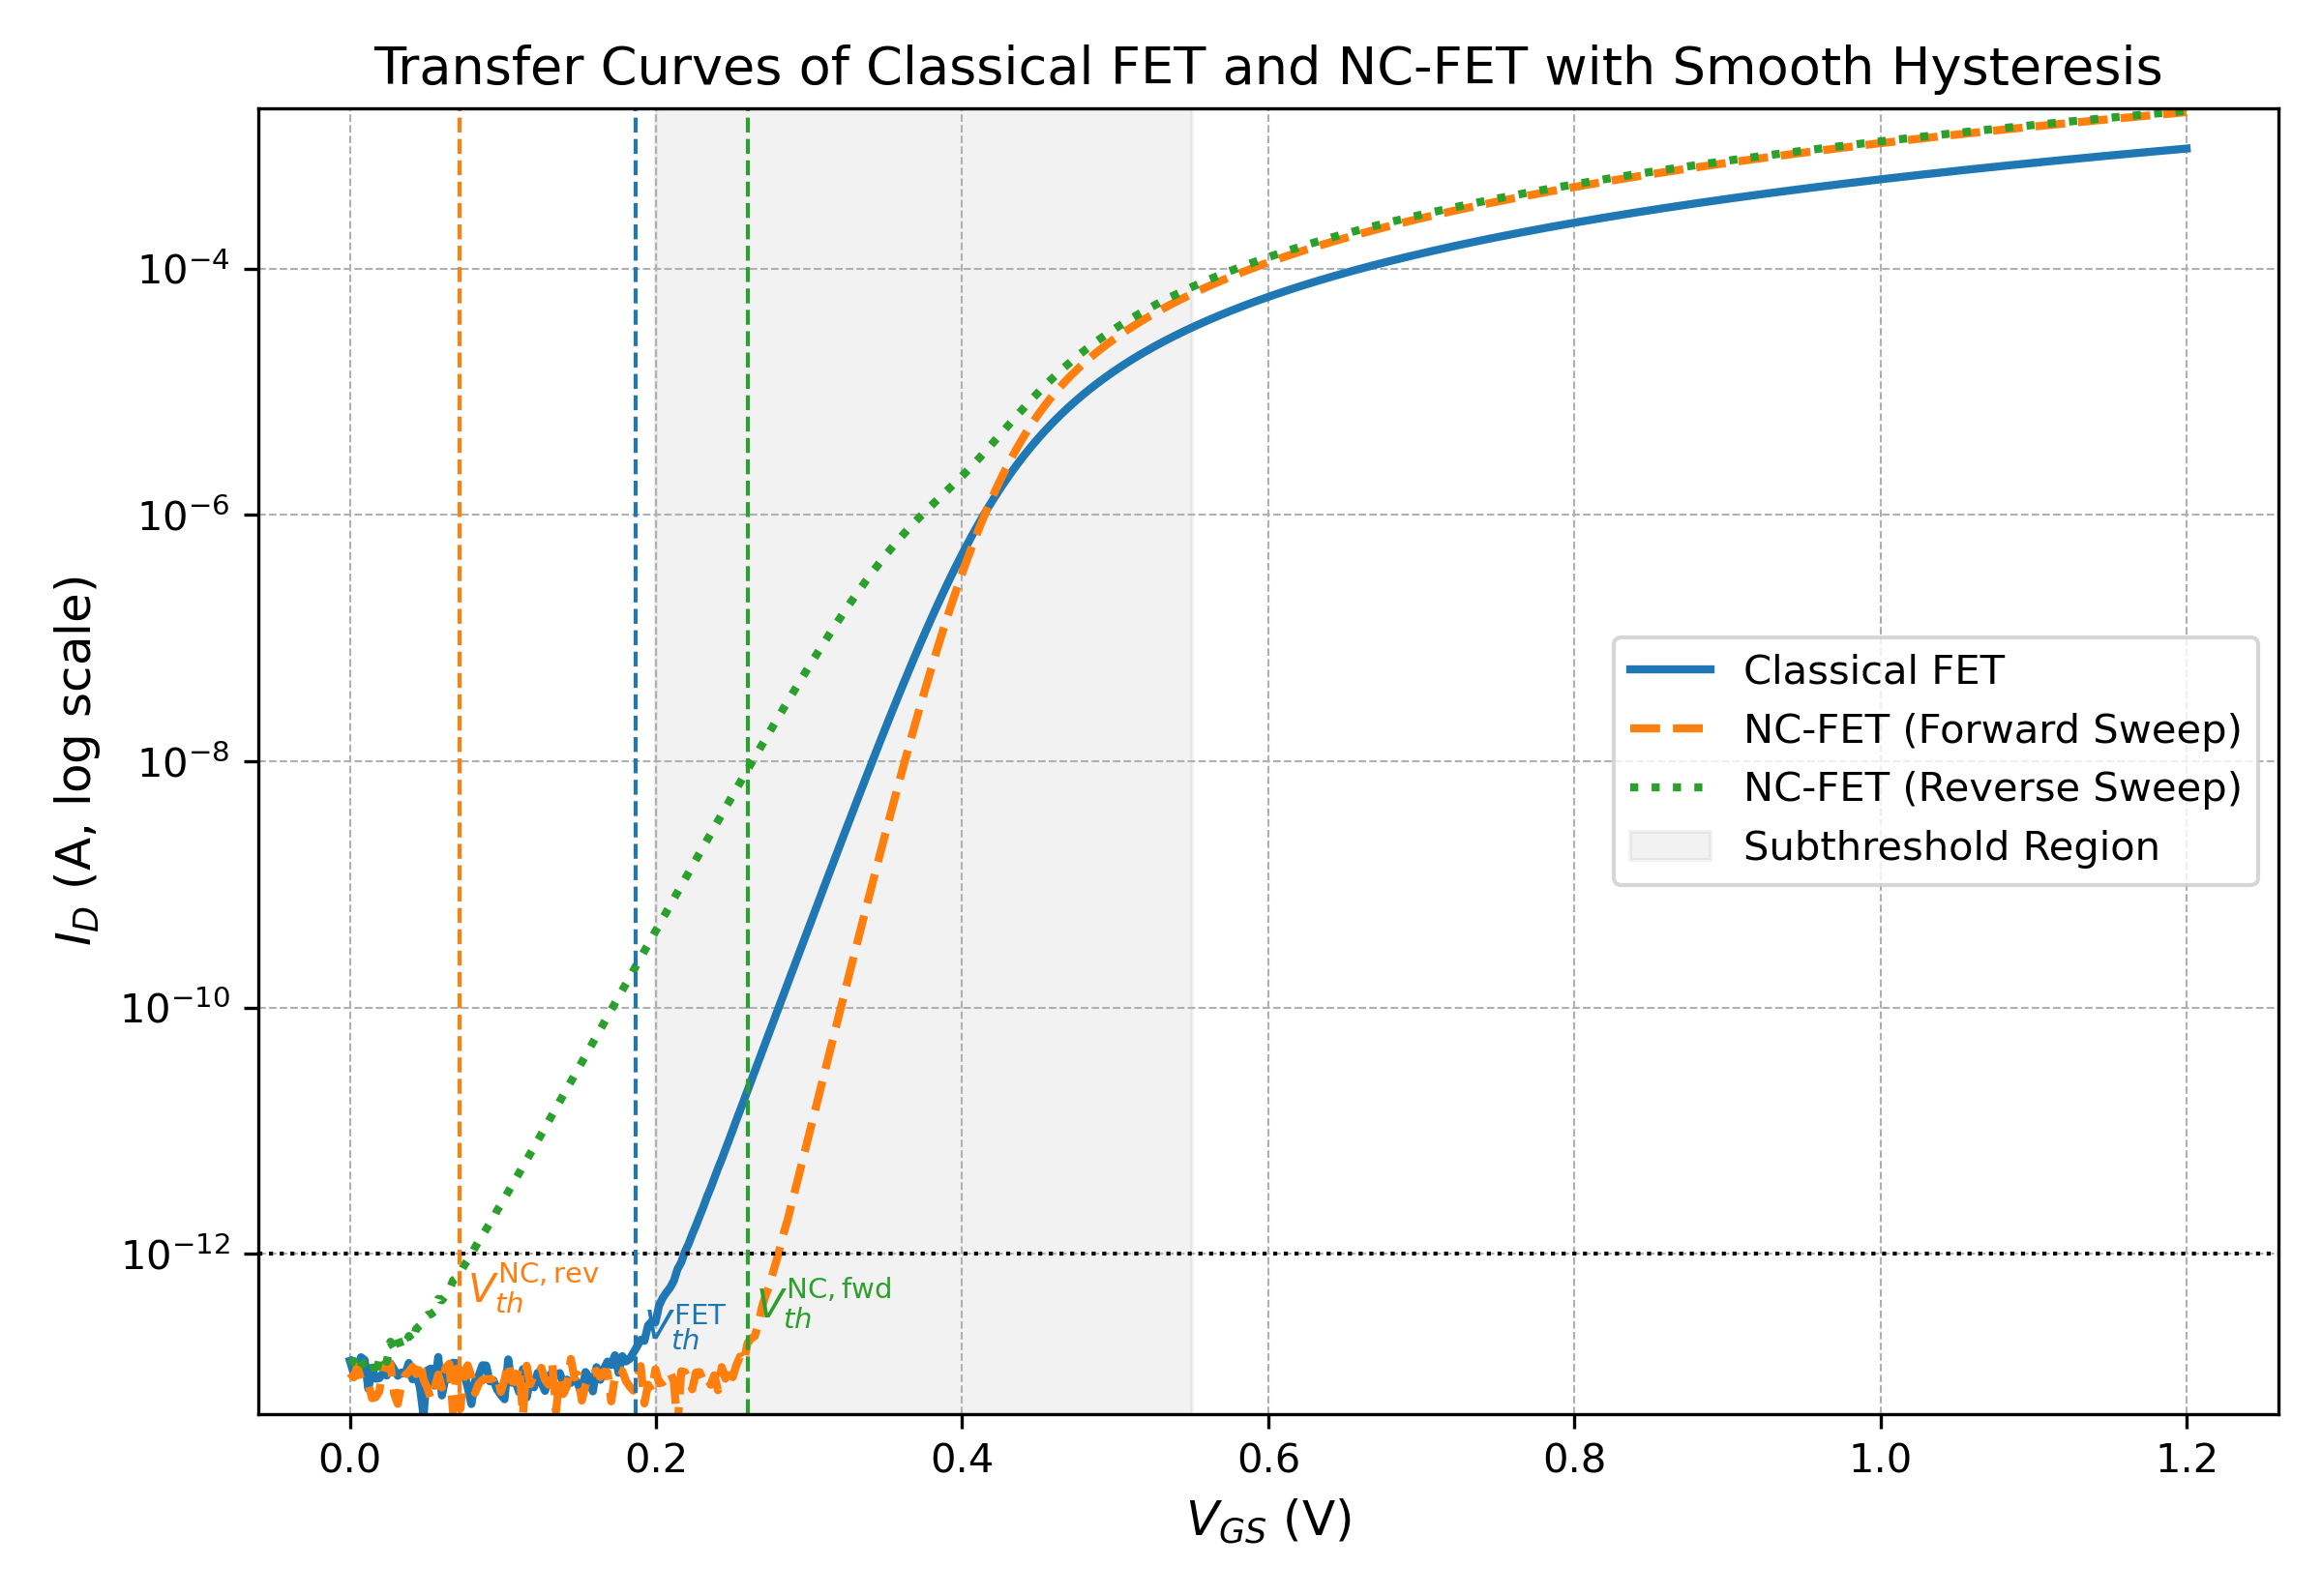 Transfer Curves of Classical FET and NC-FET with Smooth Hysteresis
I_D (A, log scale)
10^−4
10^−6
10^−8
10^−10
10^−12
Classical FET
NC-FET (Forward Sweep)
NC-FET (Reverse Sweep)
Subthreshold Region
V_th^NC, rev
V_th^FET
V_th^NC, fwd
0.0 0.2 0.4 0.6 0.8 1.0 1.2
V_GS (V)